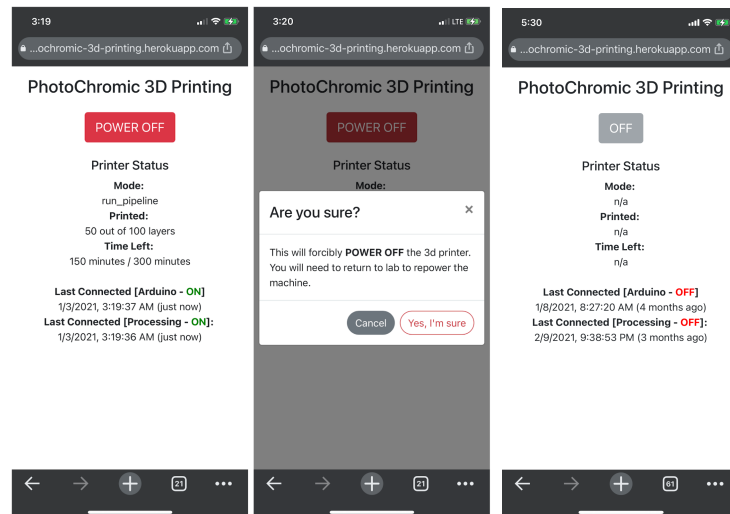 3:19
...ochromic-3d-printing.herokuapp.com
PhotoChromic 3D Printing
POWER OFF
Printer Status
Mode:
run_pipeline
Printed:
50 out of 100 layers
Time Left:
150 minutes / 300 minutes
Last Connected [Arduino - ON]
1/3/2021, 3:19:37 AM (just now)
Last Connected [Processing - ON]:
1/3/2021, 3:19:36 AM (just now)
21
3:20
LTE
...ochromic-3d-printing.herokuapp.com
PhotoChromic 3D Printing
POWER OFF
Printer Status
Mode:
Are you sure?
×
This will forcibly POWER OFF the 3d printer.
You will need to return to lab to repower the
machine.
Cancel
Yes, I'm sure
21
5:30
...ochromic-3d-printing.herokuapp.com
PhotoChromic 3D Printing
OFF
Printer Status
Mode:
n/a
Printed:
n/a
Time Left:
n/a
Last Connected [Arduino - OFF]
1/8/2021, 8:27:20 AM (4 months ago)
Last Connected [Processing - OFF]:
2/9/2021, 9:38:53 PM (3 months ago)
61